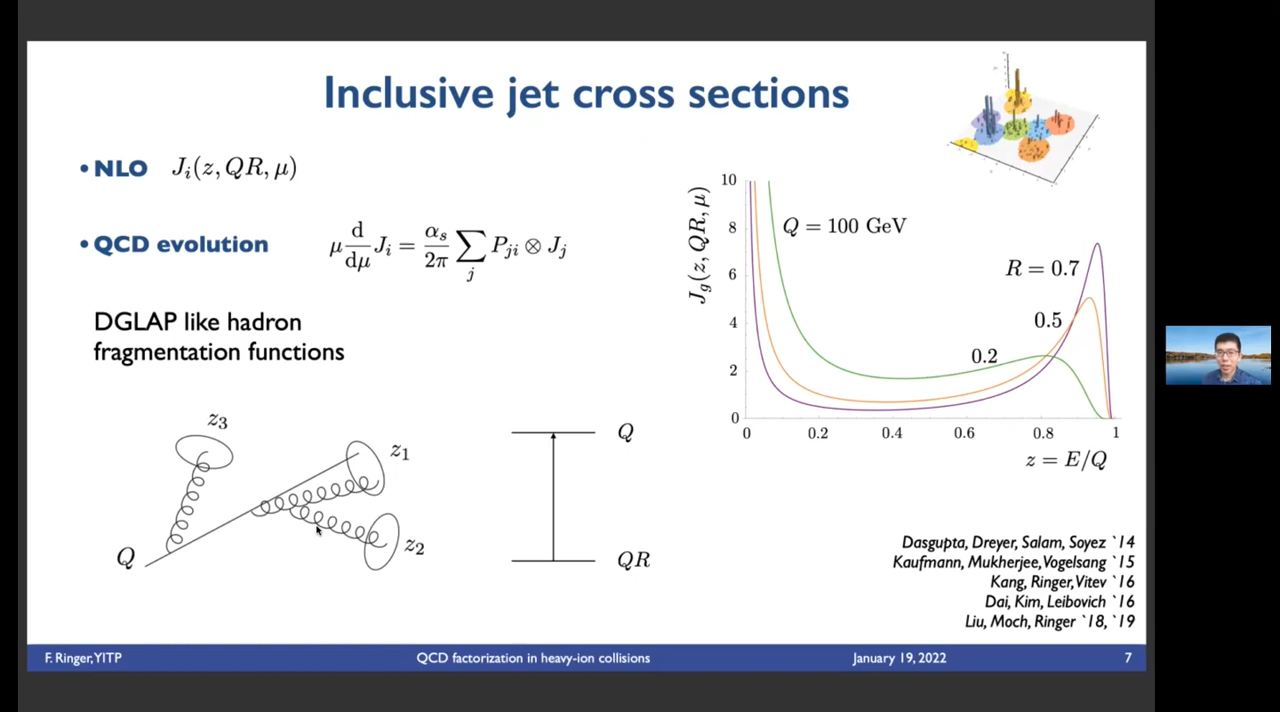 Inclusive jet cross sections
• NLO J_i(z, QR, μ)
• QCD evolution μ d/dμ J_i = α_s/2π ∑_j P_{ji} ⊗ J_j
DGLAP like hadron
fragmentation functions
z_3
z_1
z_2
Q
Q
QR
J_g(z, QR, μ)
10
8
6
4
2
0
Q = 100 GeV
R = 0.7
0.5
0.2
0 0.2 0.4 0.6 0.8 1
z = E/Q
Dasgupta, Dreyer, Salam, Soyez `14
Kaufmann, Mukherjee, Vogelsang `15
Kang, Ringer, Vitev `16
Dai, Kim, Leibovich `16
Liu, Moch, Ringer `18, `19
F. Ringer, YITP QCD factorization in heavy-ion collisions January 19, 2022 7